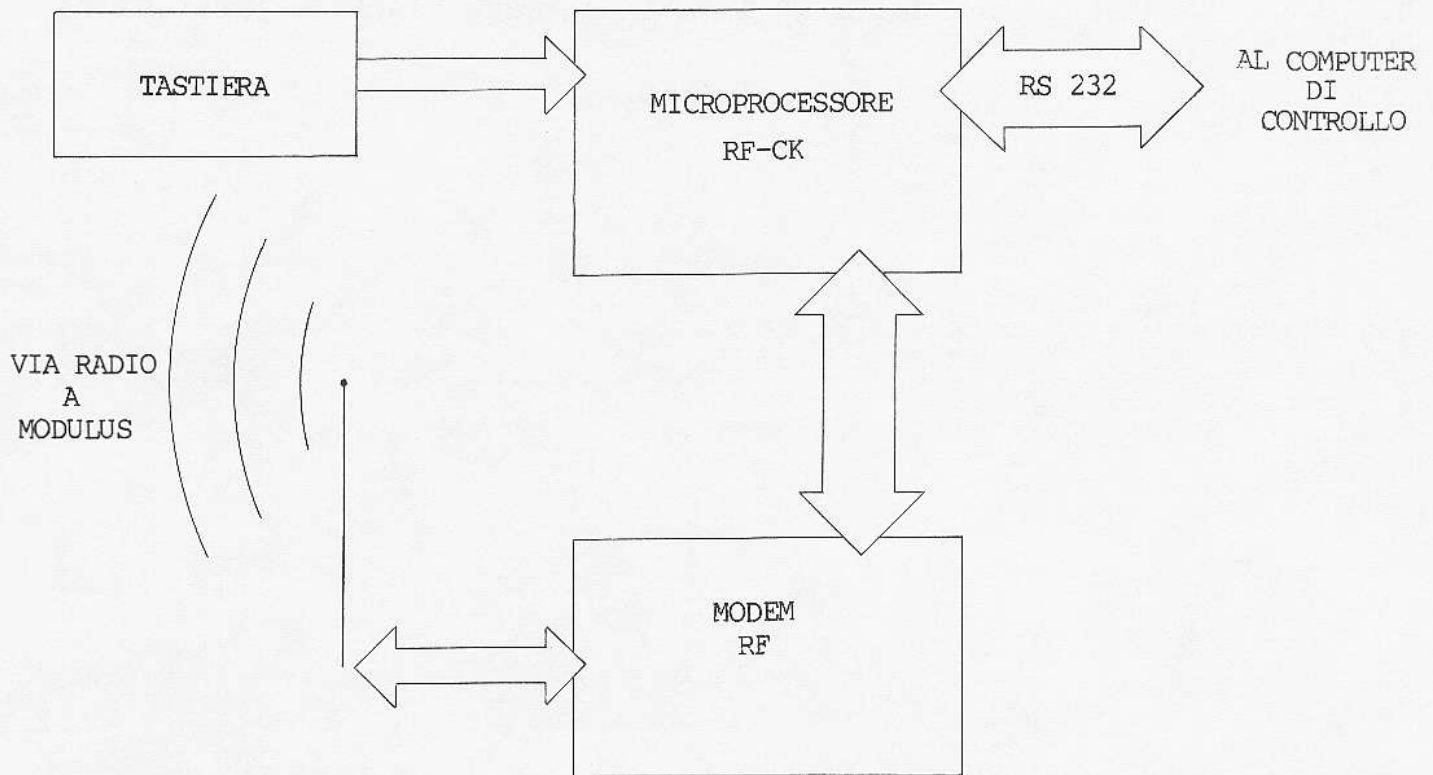 TASTIERA
MICROPROCESSORE
RF-CK
RS 232
AL COMPUTER
DI
CONTROLLO
VIA RADIO
A
MODULUS
MODEM
RF